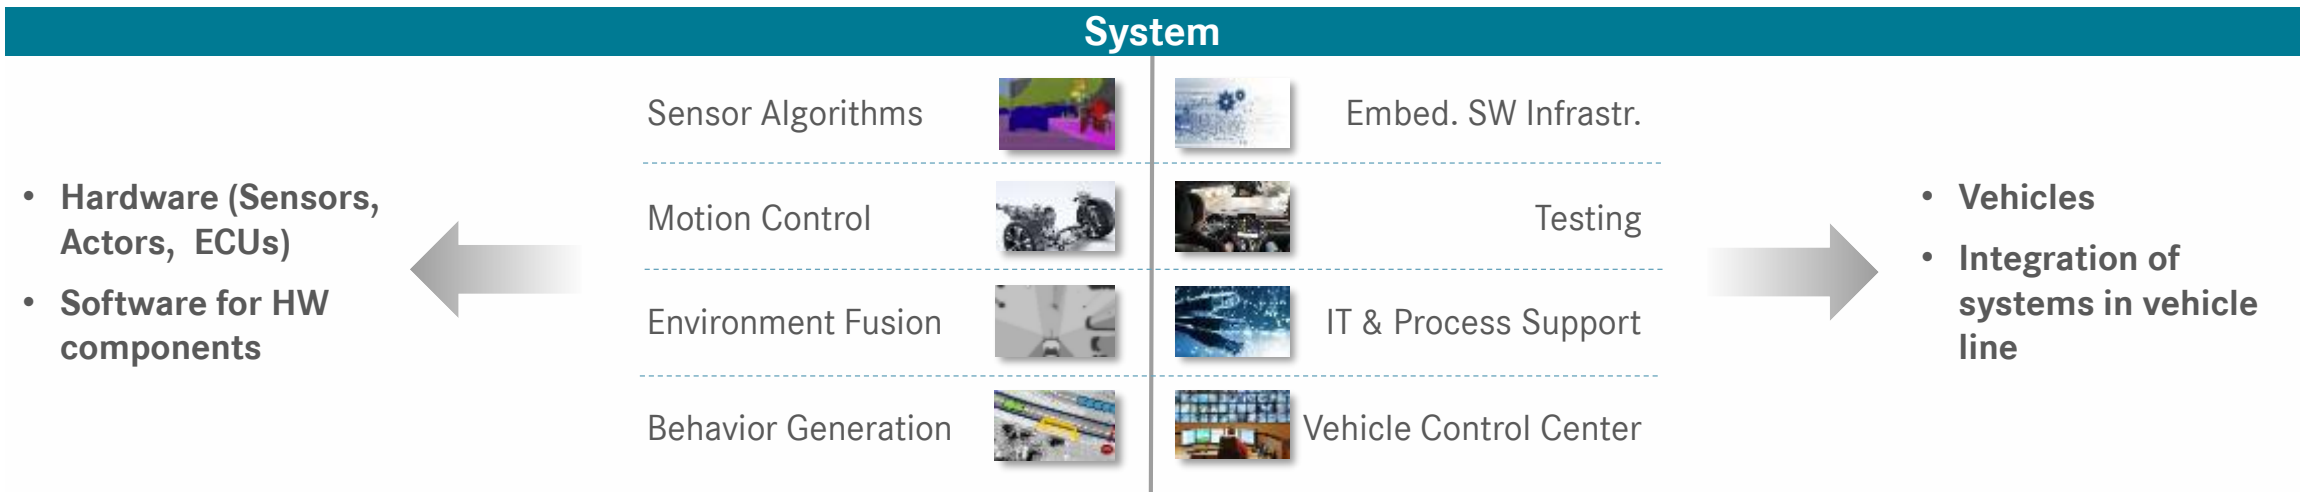 System
• Hardware (Sensors,
Actors, ECUs)
• Software for HW
components
Sensor Algorithms
Motion Control
Environment Fusion
Behavior Generation
Embed. SW Infrastr.
Testing
IT & Process Support
Vehicle Control Center
• Vehicles
• Integration of
systems in vehicle
line